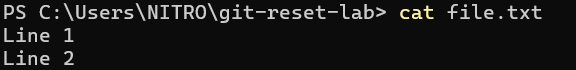 PS C:\Users\NITRO\git-reset-lab> cat file.txt
Line 1
Line 2